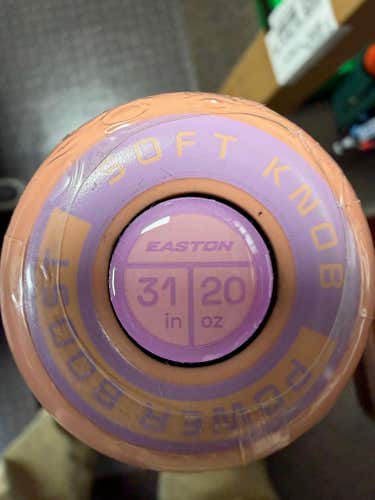 SOFT KNOB
EASTON
31 20
in oz
POWER BOOST